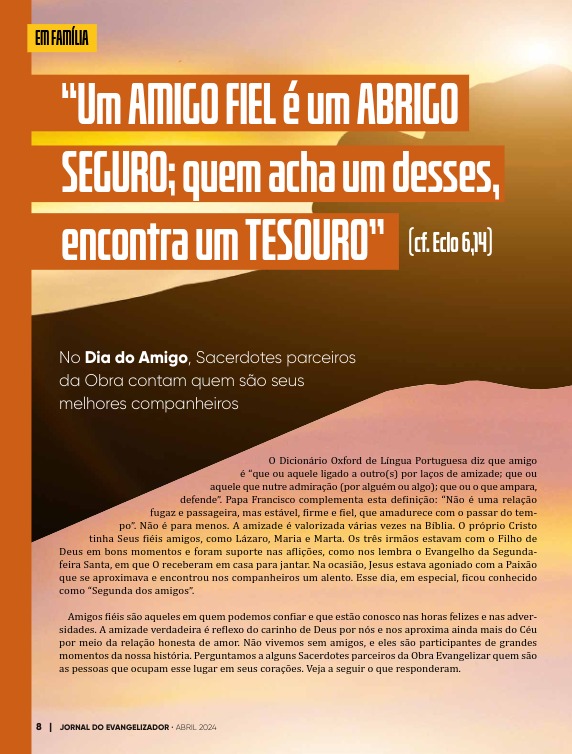 EM FAMÍLIA
“Um AMIGO FIEL é um ABRIGO
SEGURO; quem acha um desses,
encontra um TESOURO” (cf. Eclo 6,14)
No Dia do Amigo, Sacerdotes parceiros
da Obra contam quem são seus
melhores companheiros
O Dicionário Oxford de Língua Portuguesa diz que amigo
é “que ou aquele ligado a outro(s) por laços de amizade; que ou
aquele que nutre admiração (por alguém ou algo); que ou o que ampara,
defende”. Papa Francisco complementa esta definição: “Não é uma relação
fugaz e passageira, mas estável, firme e fiel, que amadurece com o passar do tem-
po”. Não é para menos. A amizade é valorizada várias vezes na Bíblia. O próprio Cristo
tinha Seus fiéis amigos, como Lázaro, Maria e Marta. Os três irmãos estavam com o Filho de
Deus em bons momentos e foram suporte nas aflições, como nos lembra o Evangelho da Segunda-
feira Santa, em que O receberam em casa para jantar. Na ocasião, Jesus estava agoniado com a Paixão
que se aproximava e encontrou nos companheiros um alento. Esse dia, em especial, ficou conhecido
como “Segunda dos amigos”.
Amigos fiéis são aqueles em quem podemos confiar e que estão conosco nas horas felizes e nas adver-
sidades. A amizade verdadeira é reflexo do carinho de Deus por nós e nos aproxima ainda mais do Céu
por meio da relação honesta de amor. Não vivemos sem amigos, e eles são participantes de grandes
momentos da nossa história. Perguntamos a alguns Sacerdotes parceiros da Obra Evangelizar quem são
as pessoas que ocupam esse lugar em seus corações. Veja a seguir o que responderam.
8 | JORNAL DO EVANGELIZADOR · ABRIL 2024